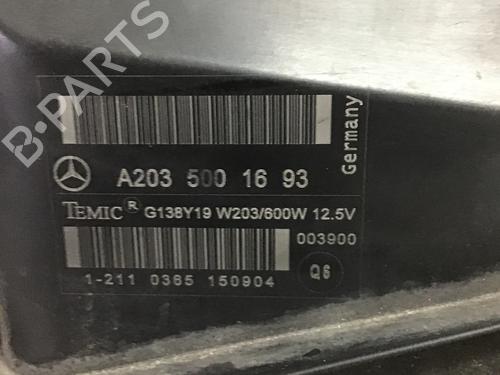 B-PARTS
Germany
A203 500 16 93
TEMIC® G138Y19 W203/600W 12.5V
003900
1-211 0365 150904
Q6